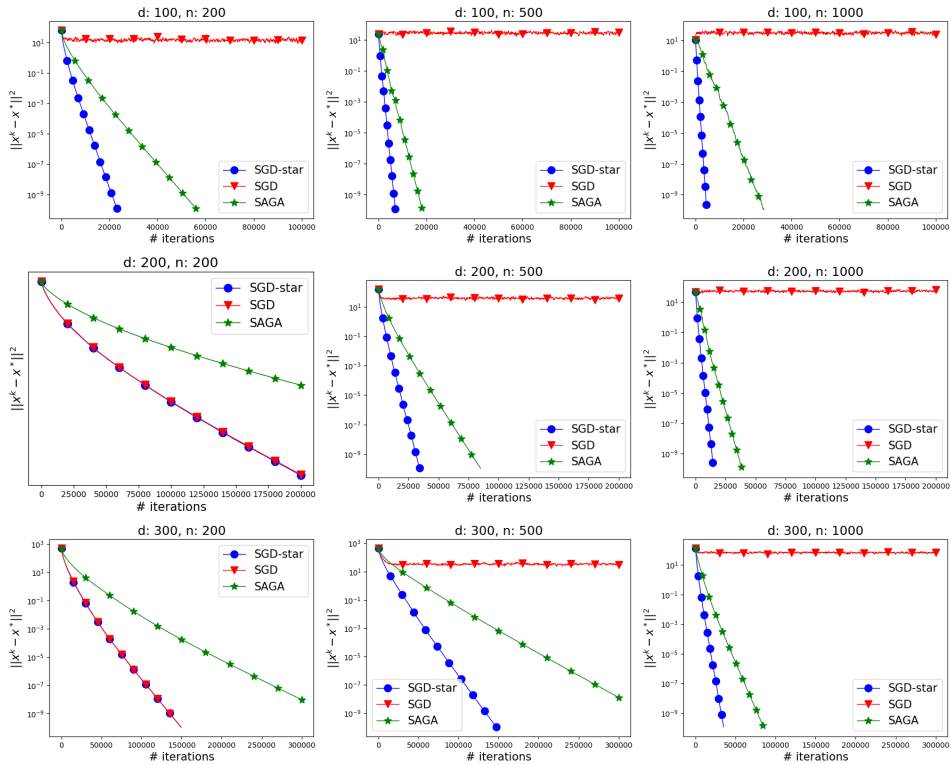 d: 100, n: 200
10^1
10^-1
10^-3
10^-5
10^-7
10^-9
||x^k − x^*||^2
SGD-star
SGD
SAGA
0 20000 40000 60000 80000 100000
# iterations
d: 100, n: 500
10^1
10^-1
10^-3
10^-5
10^-7
10^-9
||x^k − x^*||^2
SGD-star
SGD
SAGA
0 20000 40000 60000 80000 100000
# iterations
d: 100, n: 1000
10^1
10^-1
10^-3
10^-5
10^-7
10^-9
||x^k − x^*||^2
SGD-star
SGD
SAGA
0 20000 40000 60000 80000 100000
# iterations
d: 200, n: 200
||x^k − x^*||^2
SGD-star
SGD
SAGA
0 25000 50000 75000 100000 125000 150000 175000 200000
# iterations
d: 200, n: 500
10^1
10^-1
10^-3
10^-5
10^-7
10^-9
||x^k − x^*||^2
SGD-star
SGD
SAGA
0 25000 50000 75000 100000 125000 150000 175000 200000
# iterations
d: 200, n: 1000
10^1
10^-1
10^-3
10^-5
10^-7
10^-9
||x^k − x^*||^2
SGD-star
SGD
SAGA
0 25000 50000 75000 100000 125000 150000 175000 200000
# iterations
d: 300, n: 200
10^3
10^1
10^-1
10^-3
10^-5
10^-7
10^-9
||x^k − x^*||^2
SGD-star
SGD
SAGA
0 50000 100000 150000 200000 250000 300000
# iterations
d: 300, n: 500
10^3
10^1
10^-1
10^-3
10^-5
10^-7
10^-9
||x^k − x^*||^2
SGD-star
SGD
SAGA
0 50000 100000 150000 200000 250000 300000
# iterations
d: 300, n: 1000
10^3
10^1
10^-1
10^-3
10^-5
10^-7
10^-9
||x^k − x^*||^2
SGD-star
SGD
SAGA
0 50000 100000 150000 200000 250000 300000
# iterations